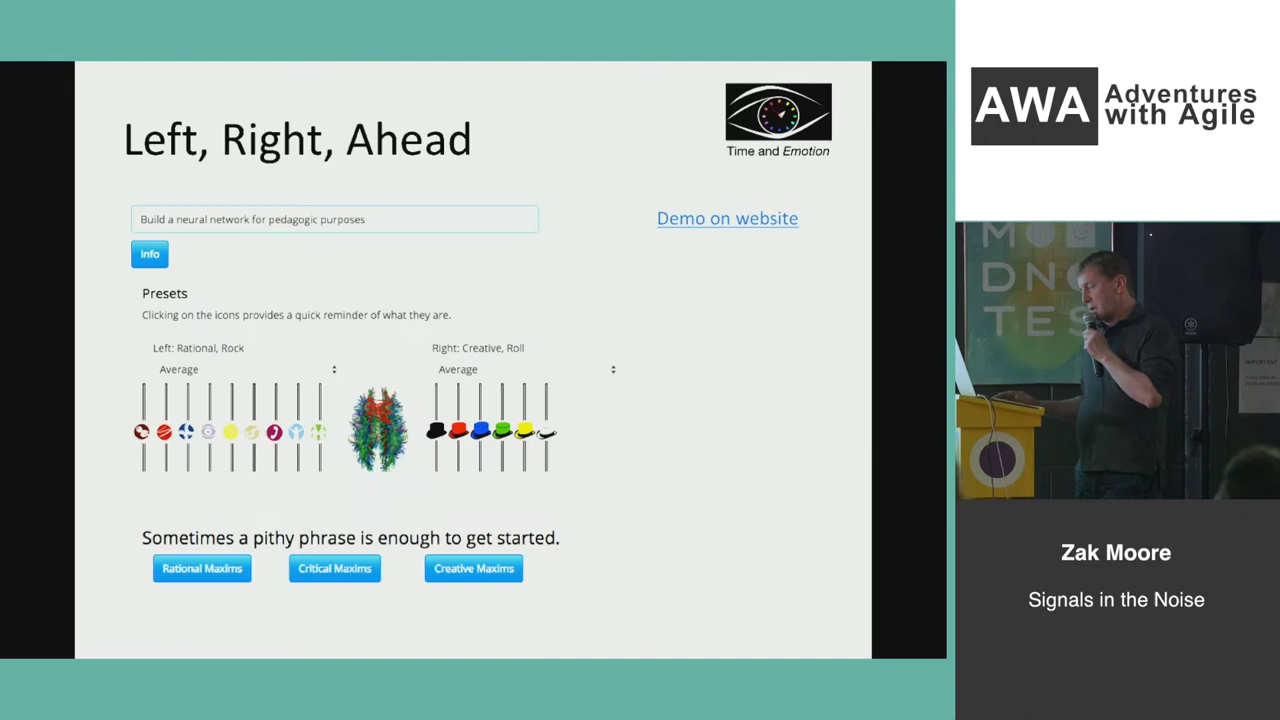 Left, Right, Ahead
Time and Emotion
Build a neural network for pedagogic purposes
Demo on website
info
Presets
Clicking on the icons provides a quick reminder of what they are.
Left: Rational, Rock
Right: Creative, Roll
Average
Average
Sometimes a pithy phrase is enough to get started.
Rational Maxims
Critical Maxims
Creative Maxims
AWA
Adventures
with Agile
M
DNO
TES
IMPORTANT
Zak Moore
Signals in the Noise